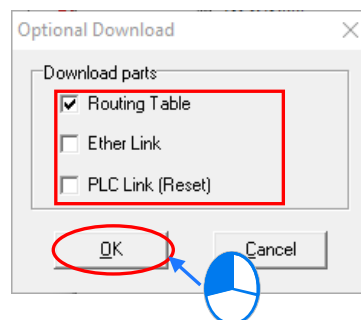 Optional Download
Download parts
Routing Table
Ether Link
PLC Link (Reset)
OK
Cancel